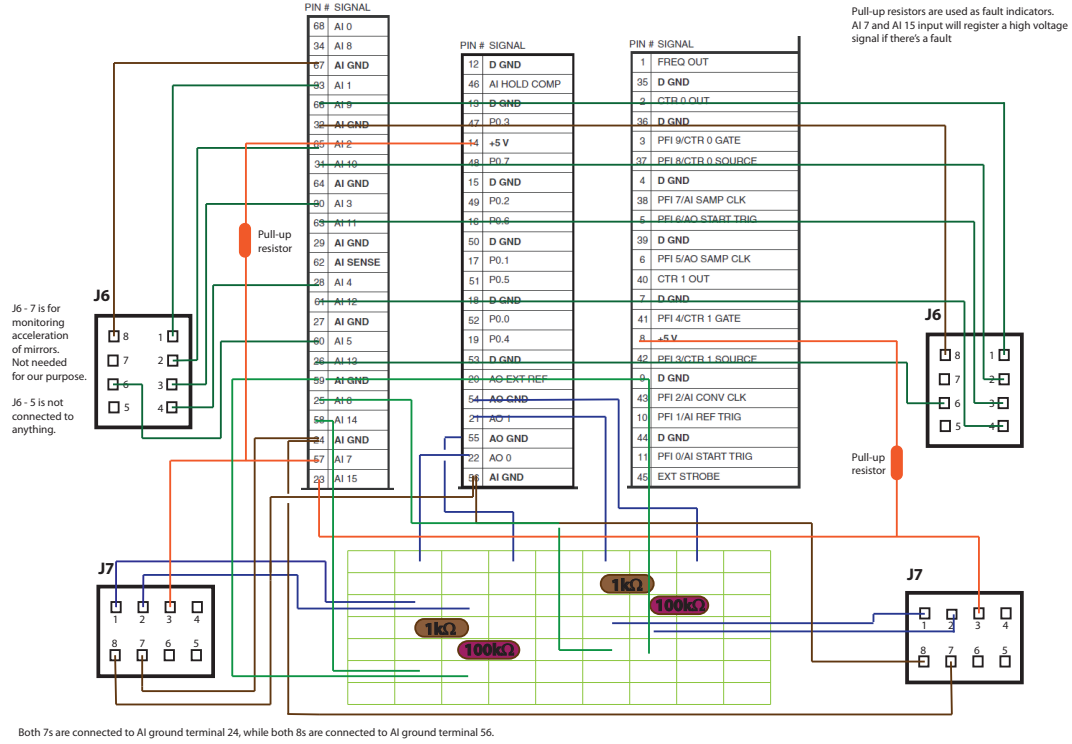 PIN # SIGNAL
68 AI 0
34 AI 8
67 AI GND
33 AI 1
66 AI 9
32 AI GND
65 AI 2
31 AI 10
64 AI GND
30 AI 3
63 AI 11
29 AI GND
62 AI SENSE
28 AI 4
61 AI 12
27 AI GND
60 AI 5
26 AI 13
59 AI GND
25 AI 6
58 AI 14
24 AI GND
57 AI 7
23 AI 15
PIN # SIGNAL
12 D GND
46 AI HOLD COMP
13 D GND
47 P0.3
14 +5 V
48 P0.7
15 D GND
49 P0.2
16 P0.6
50 D GND
17 P0.1
51 P0.5
18 D GND
52 P0.0
19 P0.4
53 D GND
20 AO EXT REF
54 AO GND
21 AO 1
55 AO GND
22 AO 0
56 AI GND
PIN # SIGNAL
1 FREQ OUT
35 D GND
2 CTR 0 OUT
36 D GND
3 PFI 9/CTR 0 GATE
37 PFI 8/CTR 0 SOURCE
4 D GND
38 PFI 7/AI SAMP CLK
5 PFI 6/AO START TRIG
39 D GND
6 PFI 5/AO SAMP CLK
40 CTR 1 OUT
7 D GND
41 PFI 4/CTR 1 GATE
8 +5 V
42 PFI 3/CTR 1 SOURCE
9 D GND
43 PFI 2/AI CONV CLK
10 PFI 1/AI REF TRIG
44 D GND
11 PFI 0/AI START TRIG
45 EXT STROBE
Pull-up resistors are used as fault indicators.
AI 7 and AI 15 input will register a high voltage
signal if there's a fault
Pull-up
resistor
J6
J6 - 7 is for
monitoring
acceleration
of mirrors.
Not needed
for our purpose.
J6 - 5 is not
connected to
anything.
8 1
7 2
6 3
5 4
J6
8 1
7 2
6 3
5 4
Pull-up
resistor
J7
1 2 3 4
8 7 6 5
1kΩ
100kΩ
1kΩ
100kΩ
J7
1 2 3 4
8 7 6 5
Both 7s are connected to AI ground terminal 24, while both 8s are connected to AI ground terminal 56.